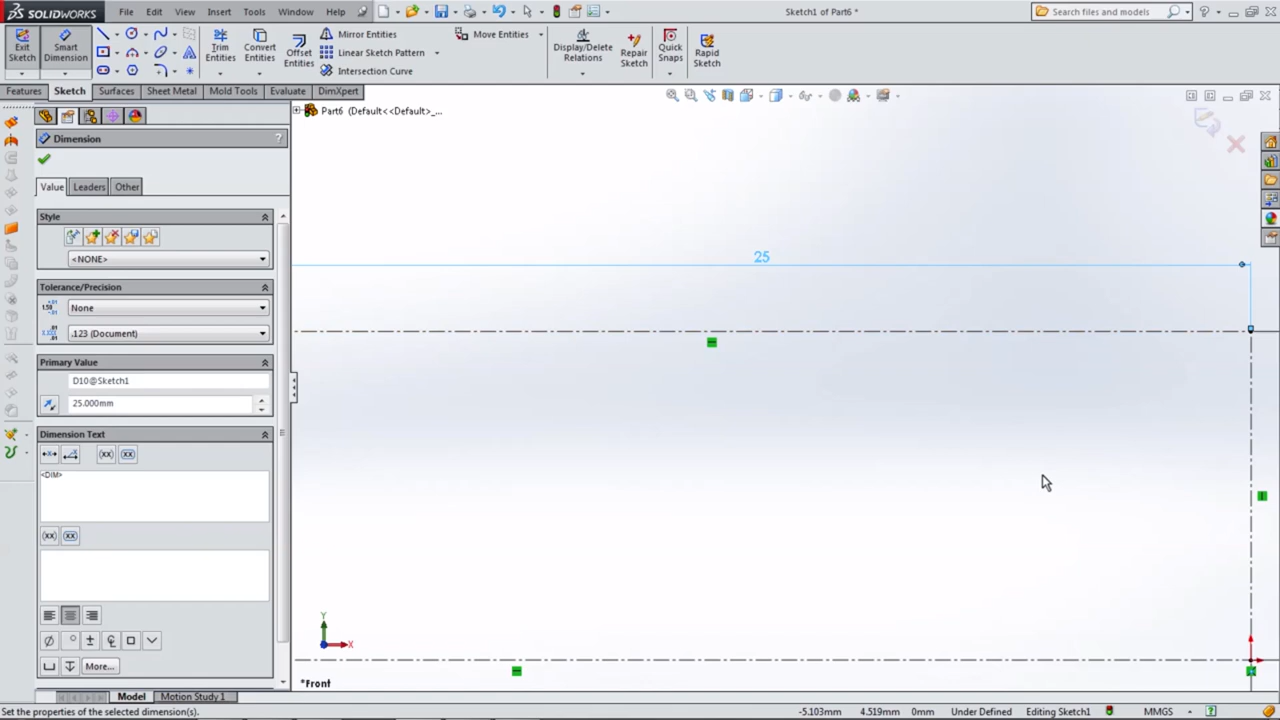 SOLIDWORKS
File Edit View Insert Tools Window Help
Sketch1 of Part6 *
Search files and models
Exit Sketch
Smart Dimension
Trim Entities
Convert Entities
Offset Entities
Mirror Entities
Linear Sketch Pattern
Intersection Curve
Move Entities
Display/Delete Relations
Repair Sketch
Quick Snaps
Rapid Sketch
Features Sketch Surfaces Sheet Metal Mold Tools Evaluate DimXpert
Part6 (Default<<Default>_...
Dimension ?
Value Leaders Other
Style
<NONE>
Tolerance/Precision
None
.123 (Document)
Primary Value
D10@Sketch1
25.000mm
Dimension Text
(xx) (xx)
<DIM>
(xx) (xx)
More...
25
Y
X
*Front
Model Motion Study 1
Set the properties of the selected dimension(s).
-5.103mm 4.519mm 0mm Under Defined Editing Sketch1 MMGS